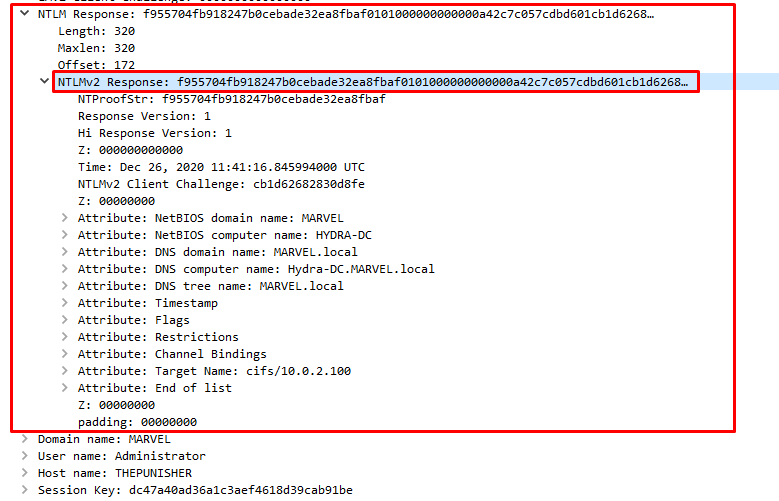 NTLM Response: f955704fb918247b0cebade32ea8fbaf0101000000000000a42c7c057cdbd601cb1d6268…
Length: 320
Maxlen: 320
Offset: 172
NTLMv2 Response: f955704fb918247b0cebade32ea8fbaf0101000000000000a42c7c057cdbd601cb1d6268…
NTProofStr: f955704fb918247b0cebade32ea8fbaf
Response Version: 1
Hi Response Version: 1
Z: 000000000000
Time: Dec 26, 2020 11:41:16.845994000 UTC
NTLMv2 Client Challenge: cb1d62682830d8fe
Z: 00000000
Attribute: NetBIOS domain name: MARVEL
Attribute: NetBIOS computer name: HYDRA-DC
Attribute: DNS domain name: MARVEL.local
Attribute: DNS computer name: Hydra-DC.MARVEL.local
Attribute: DNS tree name: MARVEL.local
Attribute: Timestamp
Attribute: Flags
Attribute: Restrictions
Attribute: Channel Bindings
Attribute: Target Name: cifs/10.0.2.100
Attribute: End of list
Z: 00000000
padding: 00000000
Domain name: MARVEL
User name: Administrator
Host name: THEPUNISHER
Session Key: dc47a40ad36a1c3aef4618d39cab91be